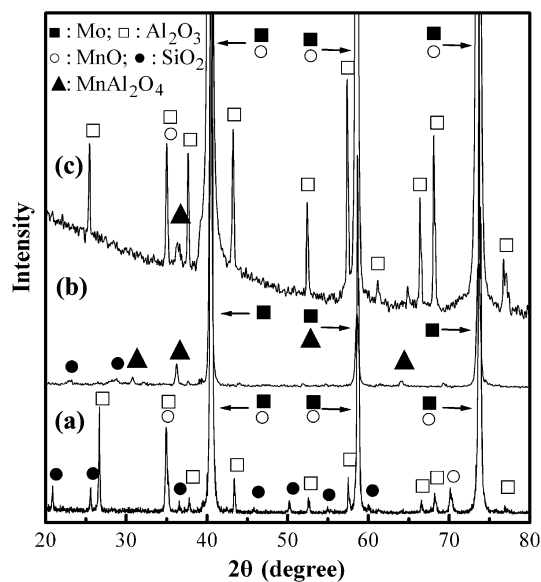 ■: Mo; □: Al₂O₃
○: MnO; ●: SiO₂
▲: MnAl₂O₄
(c)
(b)
(a)
Intensity
20 30 40 50 60 70 80
2θ (degree)